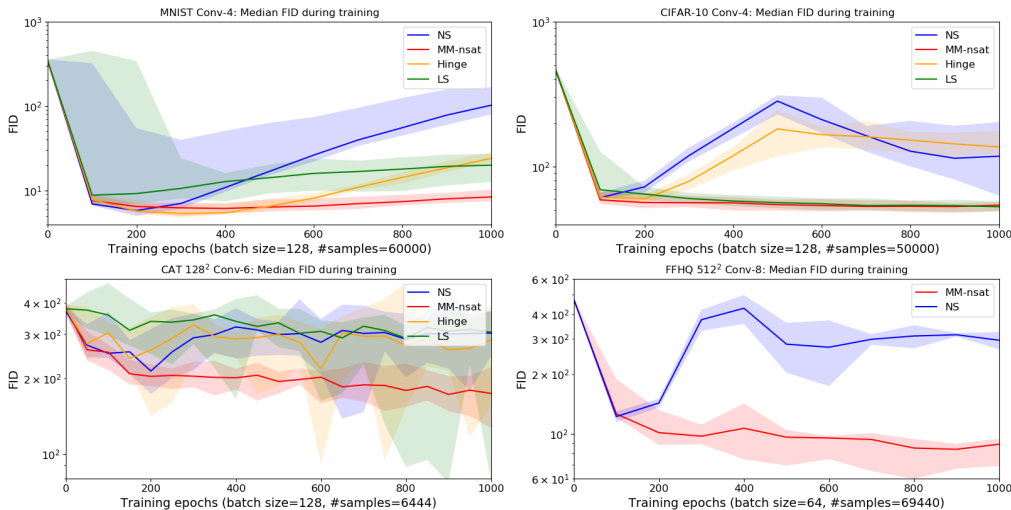 MNIST Conv-4: Median FID during training
10³
10²
10¹
FID
NS
MM-nsat
Hinge
LS
0 200 400 600 800 1000
Training epochs (batch size=128, #samples=60000)
CIFAR-10 Conv-4: Median FID during training
10³
10²
FID
NS
MM-nsat
Hinge
LS
0 200 400 600 800 1000
Training epochs (batch size=128, #samples=50000)
CAT 128² Conv-6: Median FID during training
4 × 10²
3 × 10²
2 × 10²
10²
FID
NS
MM-nsat
Hinge
LS
0 200 400 600 800 1000
Training epochs (batch size=128, #samples=6444)
FFHQ 512² Conv-8: Median FID during training
6 × 10²
4 × 10²
3 × 10²
2 × 10²
10²
6 × 10¹
FID
MM-nsat
NS
0 200 400 600 800 1000
Training epochs (batch size=64, #samples=69440)